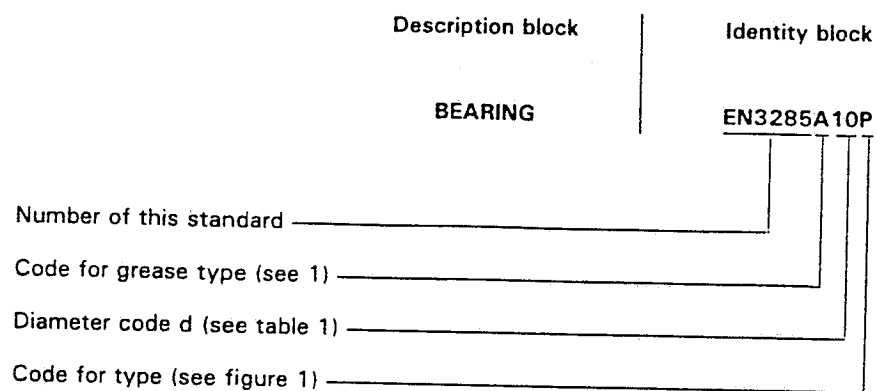 Description block
Identity block
BEARING
EN3285A10P
Number of this standard
Code for grease type (see 1)
Diameter code d (see table 1)
Code for type (see figure 1)